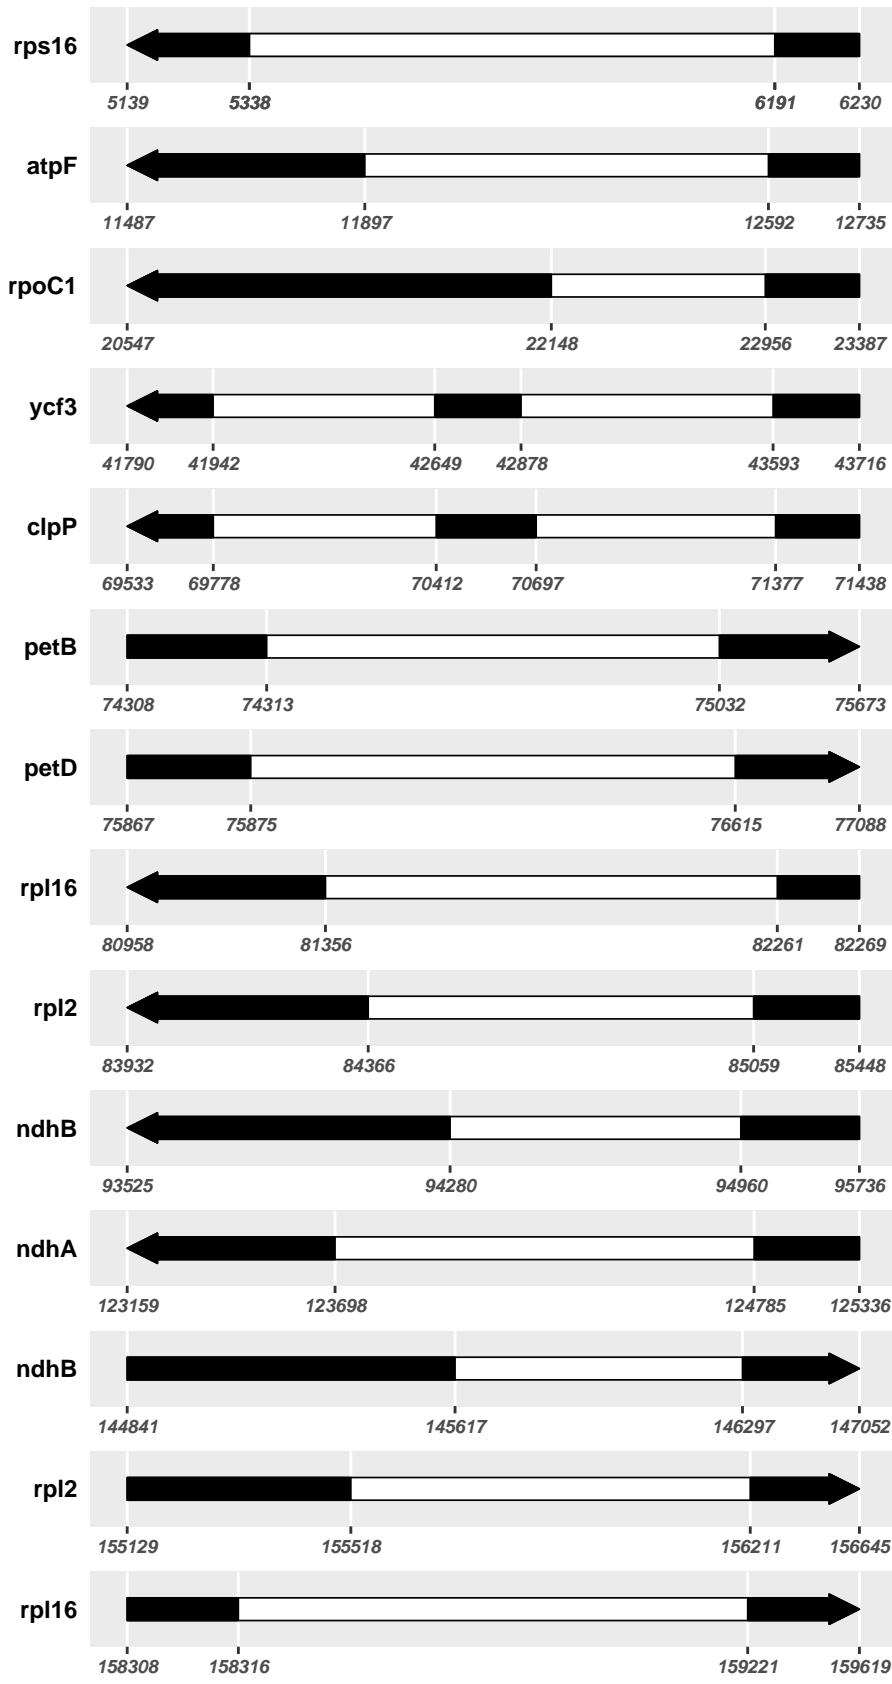 rps16
5139 5338 6191 6230
atpF
11487 11897 12592 12735
rpoC1
20547 22148 22956 23387
ycf3
41790 41942 42649 42878 43593 43716
clpP
69533 69778 70412 70697 71377 71438
petB
74308 74313 75032 75673
petD
75867 75875 76615 77088
rpl16
80958 81356 82261 82269
rpl2
83932 84366 85059 85448
ndhB
93525 94280 94960 95736
ndhA
123159 123698 124785 125336
ndhB
144841 145617 146297 147052
rpl2
155129 155518 156211 156645
rpl16
158308 158316 159221 159619